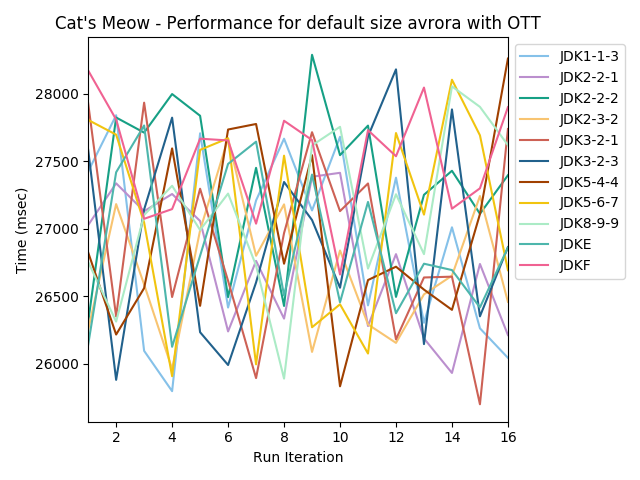 Cat's Meow - Performance for default size avrora with OTT
JDK1-1-3
JDK2-2-1
JDK2-2-2
JDK2-3-2
JDK3-2-1
JDK3-2-3
JDK5-4-4
JDK5-6-7
JDK8-9-9
JDKE
JDKF
Time (msec)
28000
27500
27000
26500
26000
2
4
6
8
10
12
14
16
Run Iteration